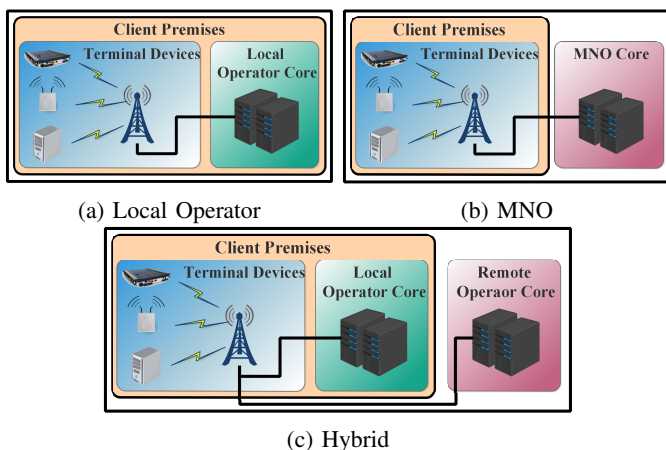 Client Premises
Terminal Devices
Local
Operator Core
(a) Local Operator
Client Premises
Terminal Devices
MNO Core
(b) MNO
Client Premises
Terminal Devices
Local
Operator Core
Remote
Operaor Core
(c) Hybrid